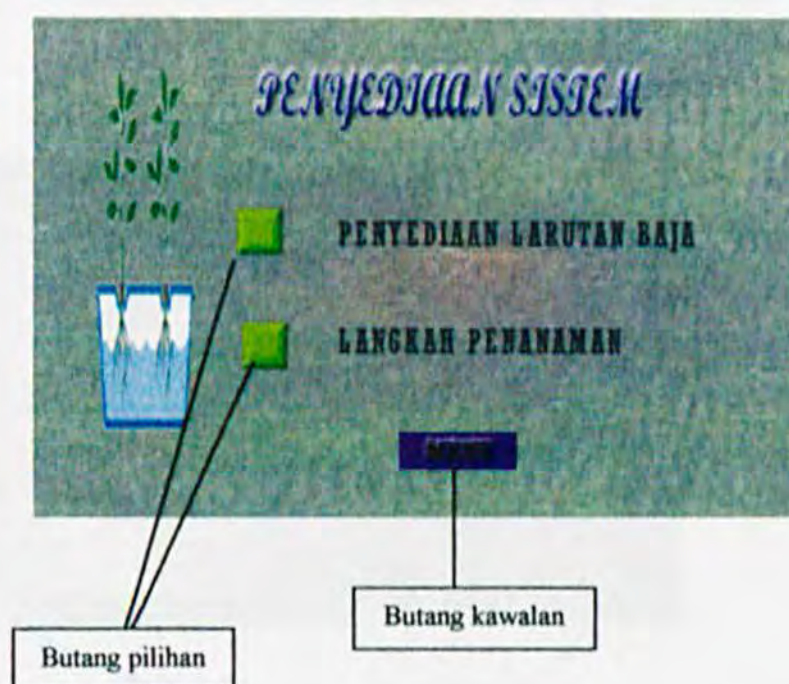 PENYEDIAAN SISTEM
PENYEDIAAN LARUTAN BAJA
LANGKAH PENANAMAN
Butang kawalan
Butang pilihan